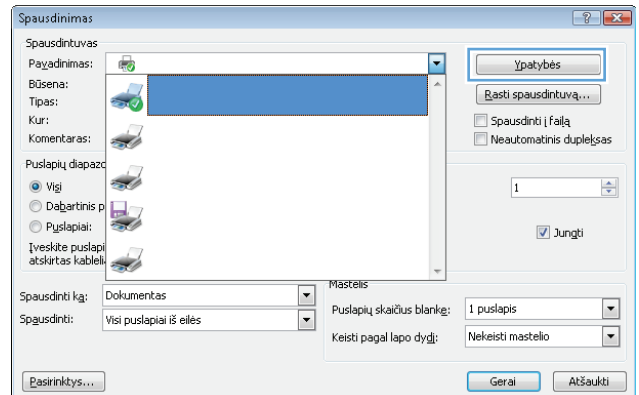 Spausdinimas
Spausdintuvas
Pavadinimas:
Ypatybės
Būsena:
Tipas:
Rasti spausdintuvą...
Kur:
Spausdinti į failą
Komentaras:
Neautomatinis dupleksas
Puslapių diapazo
Visi
1
Dabartinis p
Puslapiai:
Jungti
Įveskite puslapi
atskirtas kableli
Mastelis
Spausdinti ką:
Dokumentas
Puslapių skaičius blanke:
1 puslapis
Spausdinti:
Visi puslapiai iš eilės
Keisti pagal lapo dydį:
Nekeisti mastelio
Pasirinktys...
Gerai
Atšaukti